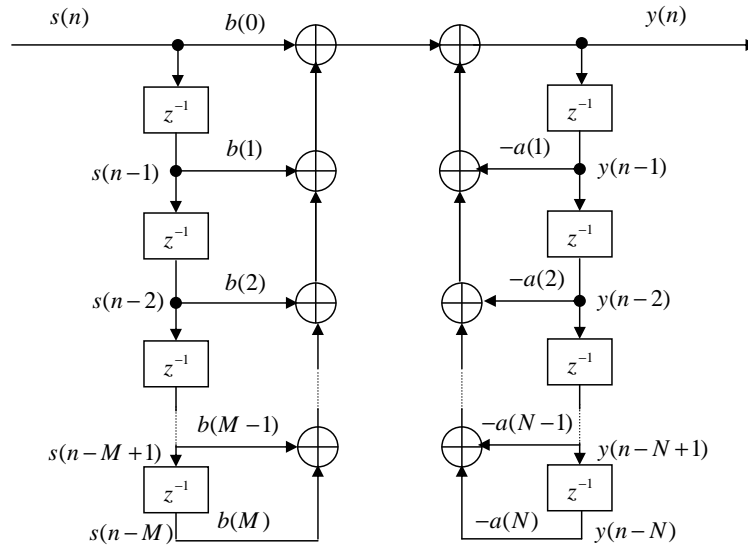 s(n) b(0) y(n)
z⁻¹ z⁻¹
s(n−1) b(1) −a(1) y(n−1)
z⁻¹ z⁻¹
s(n−2) b(2) −a(2) y(n−2)
z⁻¹ z⁻¹
b(M−1) −a(N−1)
s(n−M+1) y(n−N+1)
z⁻¹ z⁻¹
s(n−M) b(M) −a(N) y(n−N)